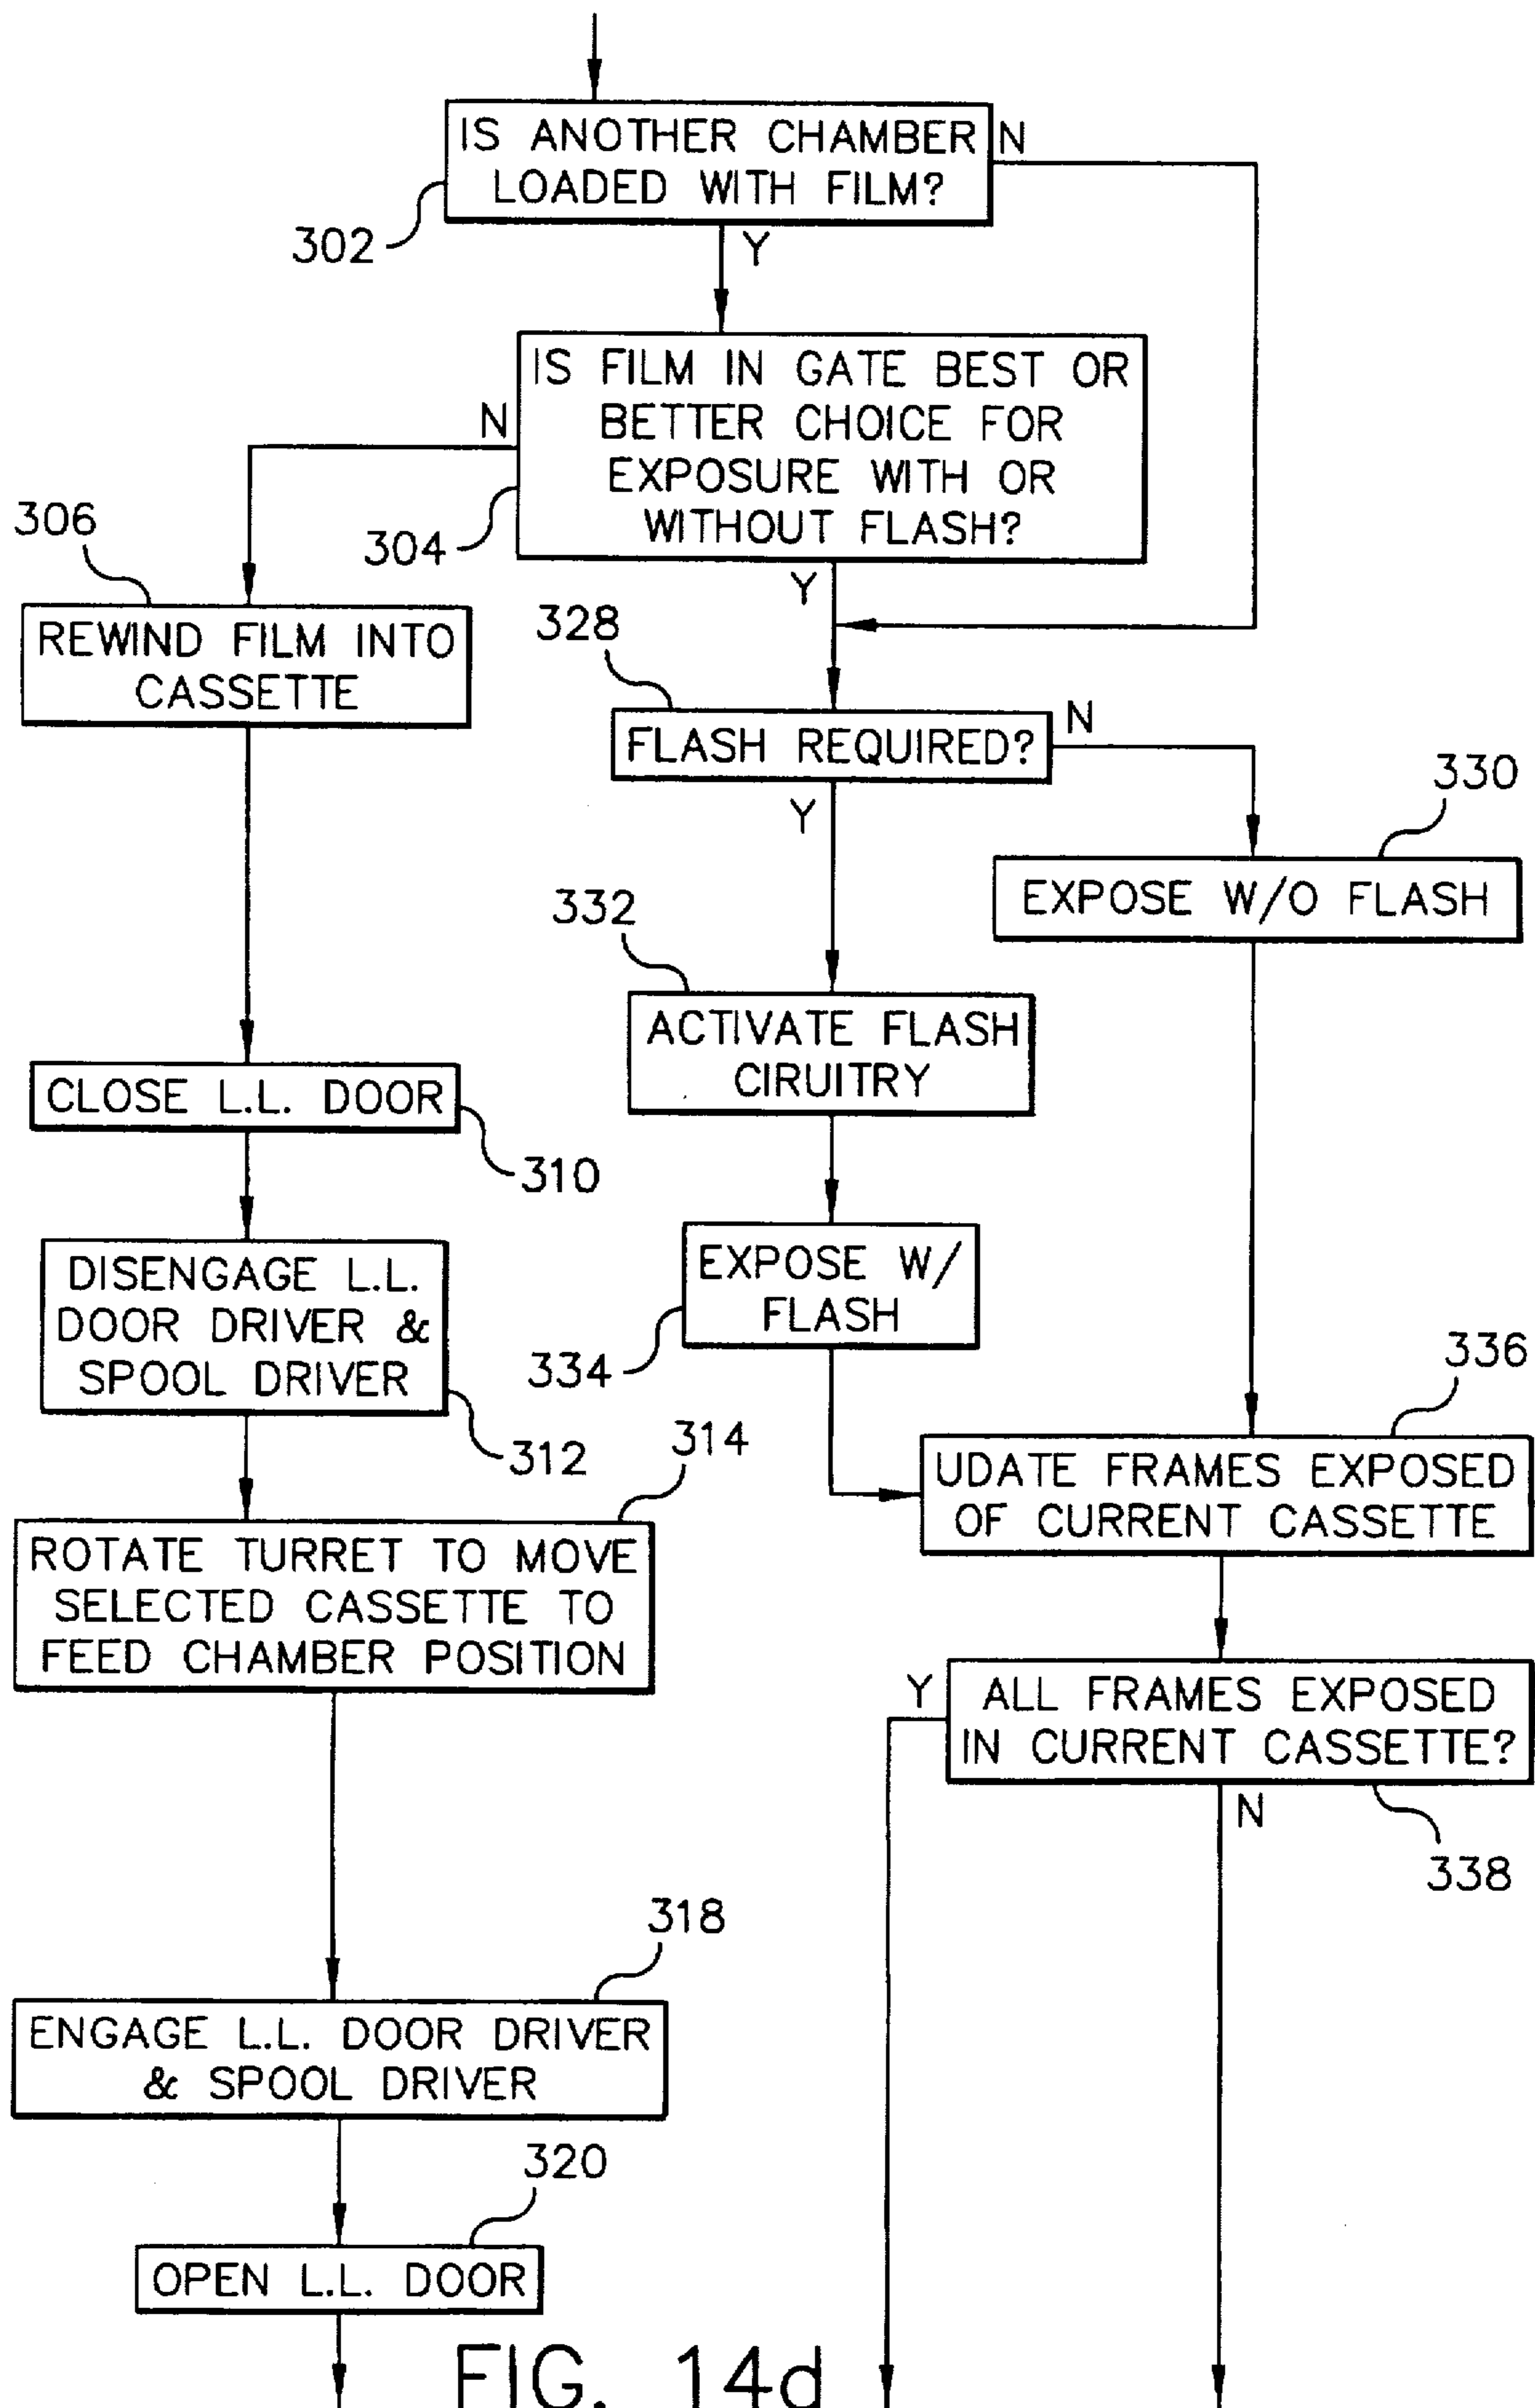 IS ANOTHER CHAMBER
LOADED WITH FILM?
N
302
Y
IS FILM IN GATE BEST OR
BETTER CHOICE FOR
EXPOSURE WITH OR
WITHOUT FLASH?
N
304
Y
306
REWIND FILM INTO
CASSETTE
328
FLASH REQUIRED?
N
Y
330
EXPOSE W/O FLASH
332
ACTIVATE FLASH
CIRUITRY
CLOSE L.L. DOOR
310
EXPOSE W/
FLASH
334
DISENGAGE L.L.
DOOR DRIVER &
SPOOL DRIVER
312
336
UDATE FRAMES EXPOSED
OF CURRENT CASSETTE
314
ROTATE TURRET TO MOVE
SELECTED CASSETTE TO
FEED CHAMBER POSITION
Y
ALL FRAMES EXPOSED
IN CURRENT CASSETTE?
N
338
318
ENGAGE L.L. DOOR DRIVER
& SPOOL DRIVER
320
OPEN L.L. DOOR
FIG. 14d